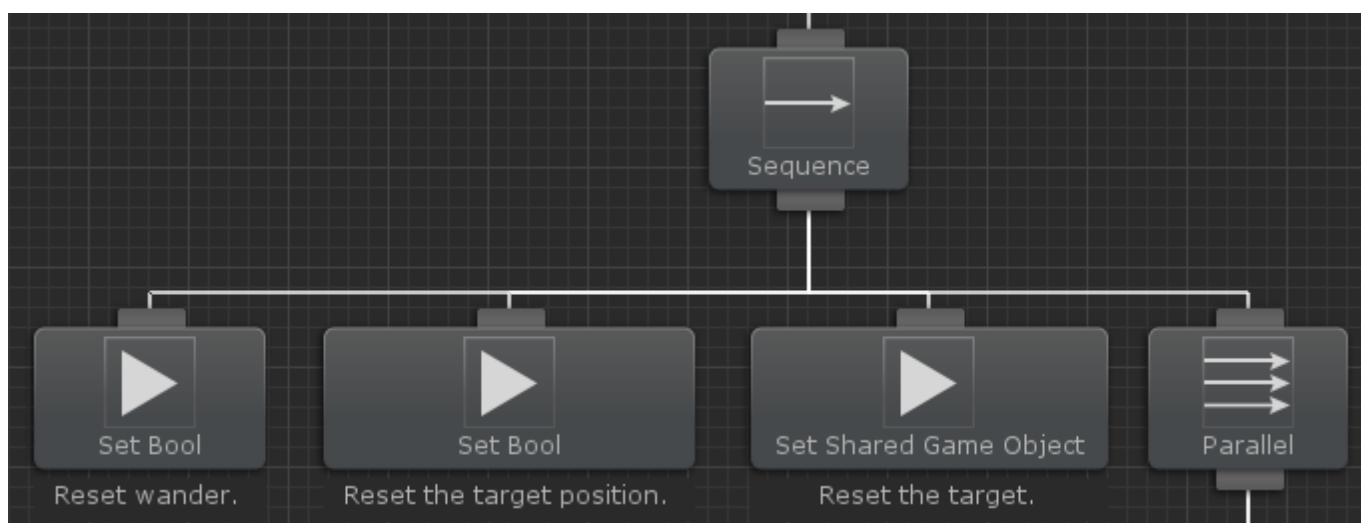 Sequence
Set Bool
Set Bool
Set Shared Game Object
Parallel
Reset wander.
Reset the target position.
Reset the target.